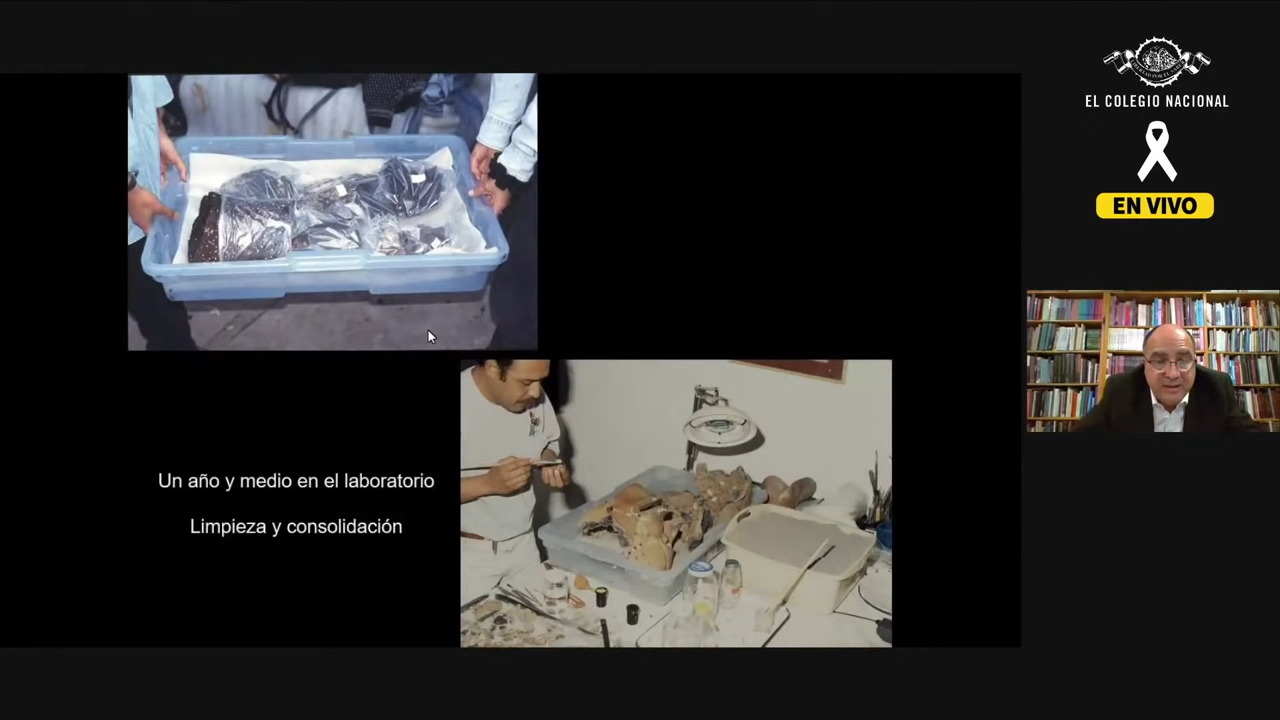 EL COLEGIO NACIONAL
EN VIVO
Un año y medio en el laboratorio
Limpieza y consolidación